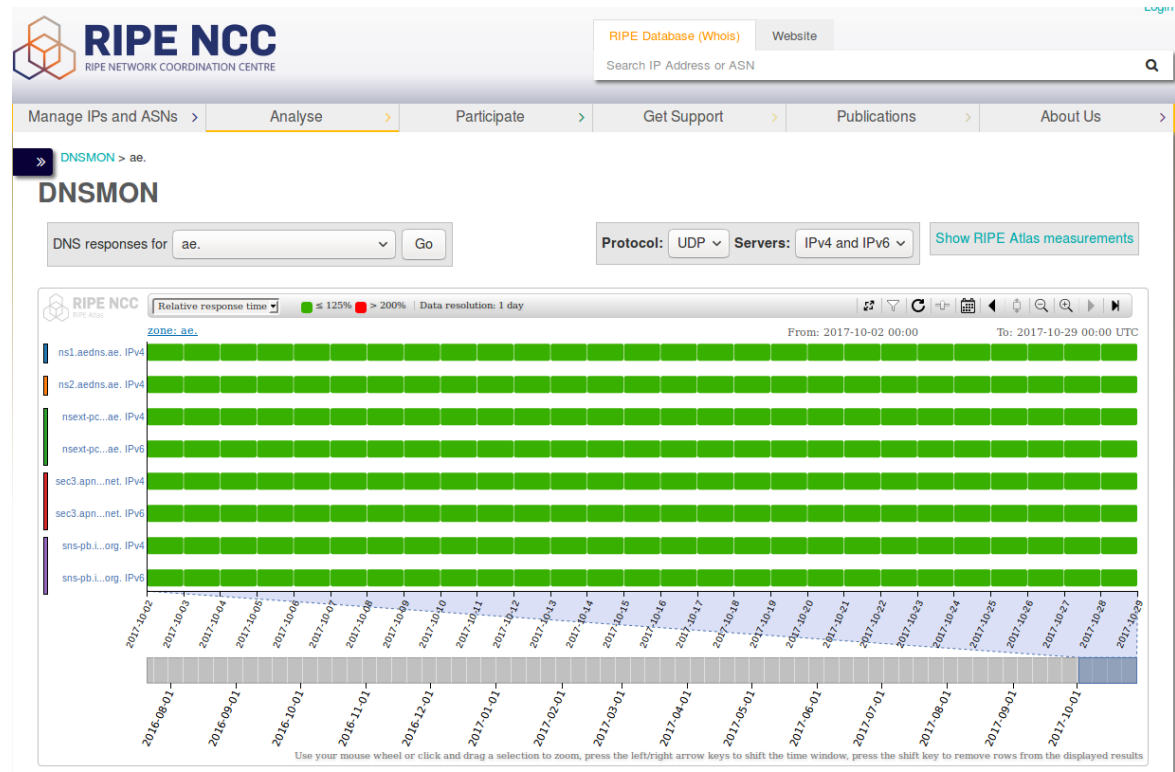 Login
RIPE NCC
RIPE NETWORK COORDINATION CENTRE
RIPE Database (Whois) Website
Search IP Address or ASN
Manage IPs and ASNs Analyse Participate Get Support Publications About Us
» DNSMON > ae.
DNSMON
DNS responses for ae. Go Protocol: UDP Servers: IPv4 and IPv6 Show RIPE Atlas measurements
RIPE NCC
RIPE Atlas
Relative response time ≤ 125% > 200% Data resolution: 1 day
zone: ae. From: 2017-10-02 00:00 To: 2017-10-29 00:00 UTC
ns1.aedns.ae. IPv4
ns2.aedns.ae. IPv4
nsext-pc...ae. IPv4
nsext-pc...ae. IPv6
sec3.apn...net. IPv4
sec3.apn...net. IPv6
sns-pb.i...org. IPv4
sns-pb.i...org. IPv6
2017-10-02 2017-10-03 2017-10-04 2017-10-05 2017-10-06 2017-10-07 2017-10-08 2017-10-09 2017-10-10 2017-10-11 2017-10-12 2017-10-13 2017-10-14 2017-10-15 2017-10-16 2017-10-17 2017-10-18 2017-10-19 2017-10-20 2017-10-21 2017-10-22 2017-10-23 2017-10-24 2017-10-25 2017-10-26 2017-10-27 2017-10-28 2017-10-29
2016-08-01 2016-09-01 2016-10-01 2016-11-01 2016-12-01 2017-01-01 2017-02-01 2017-03-01 2017-04-01 2017-05-01 2017-06-01 2017-07-01 2017-08-01 2017-09-01 2017-10-01
Use your mouse wheel or click and drag a selection to zoom, press the left/right arrow keys to shift the time window, press the shift key to remove rows from the displayed results